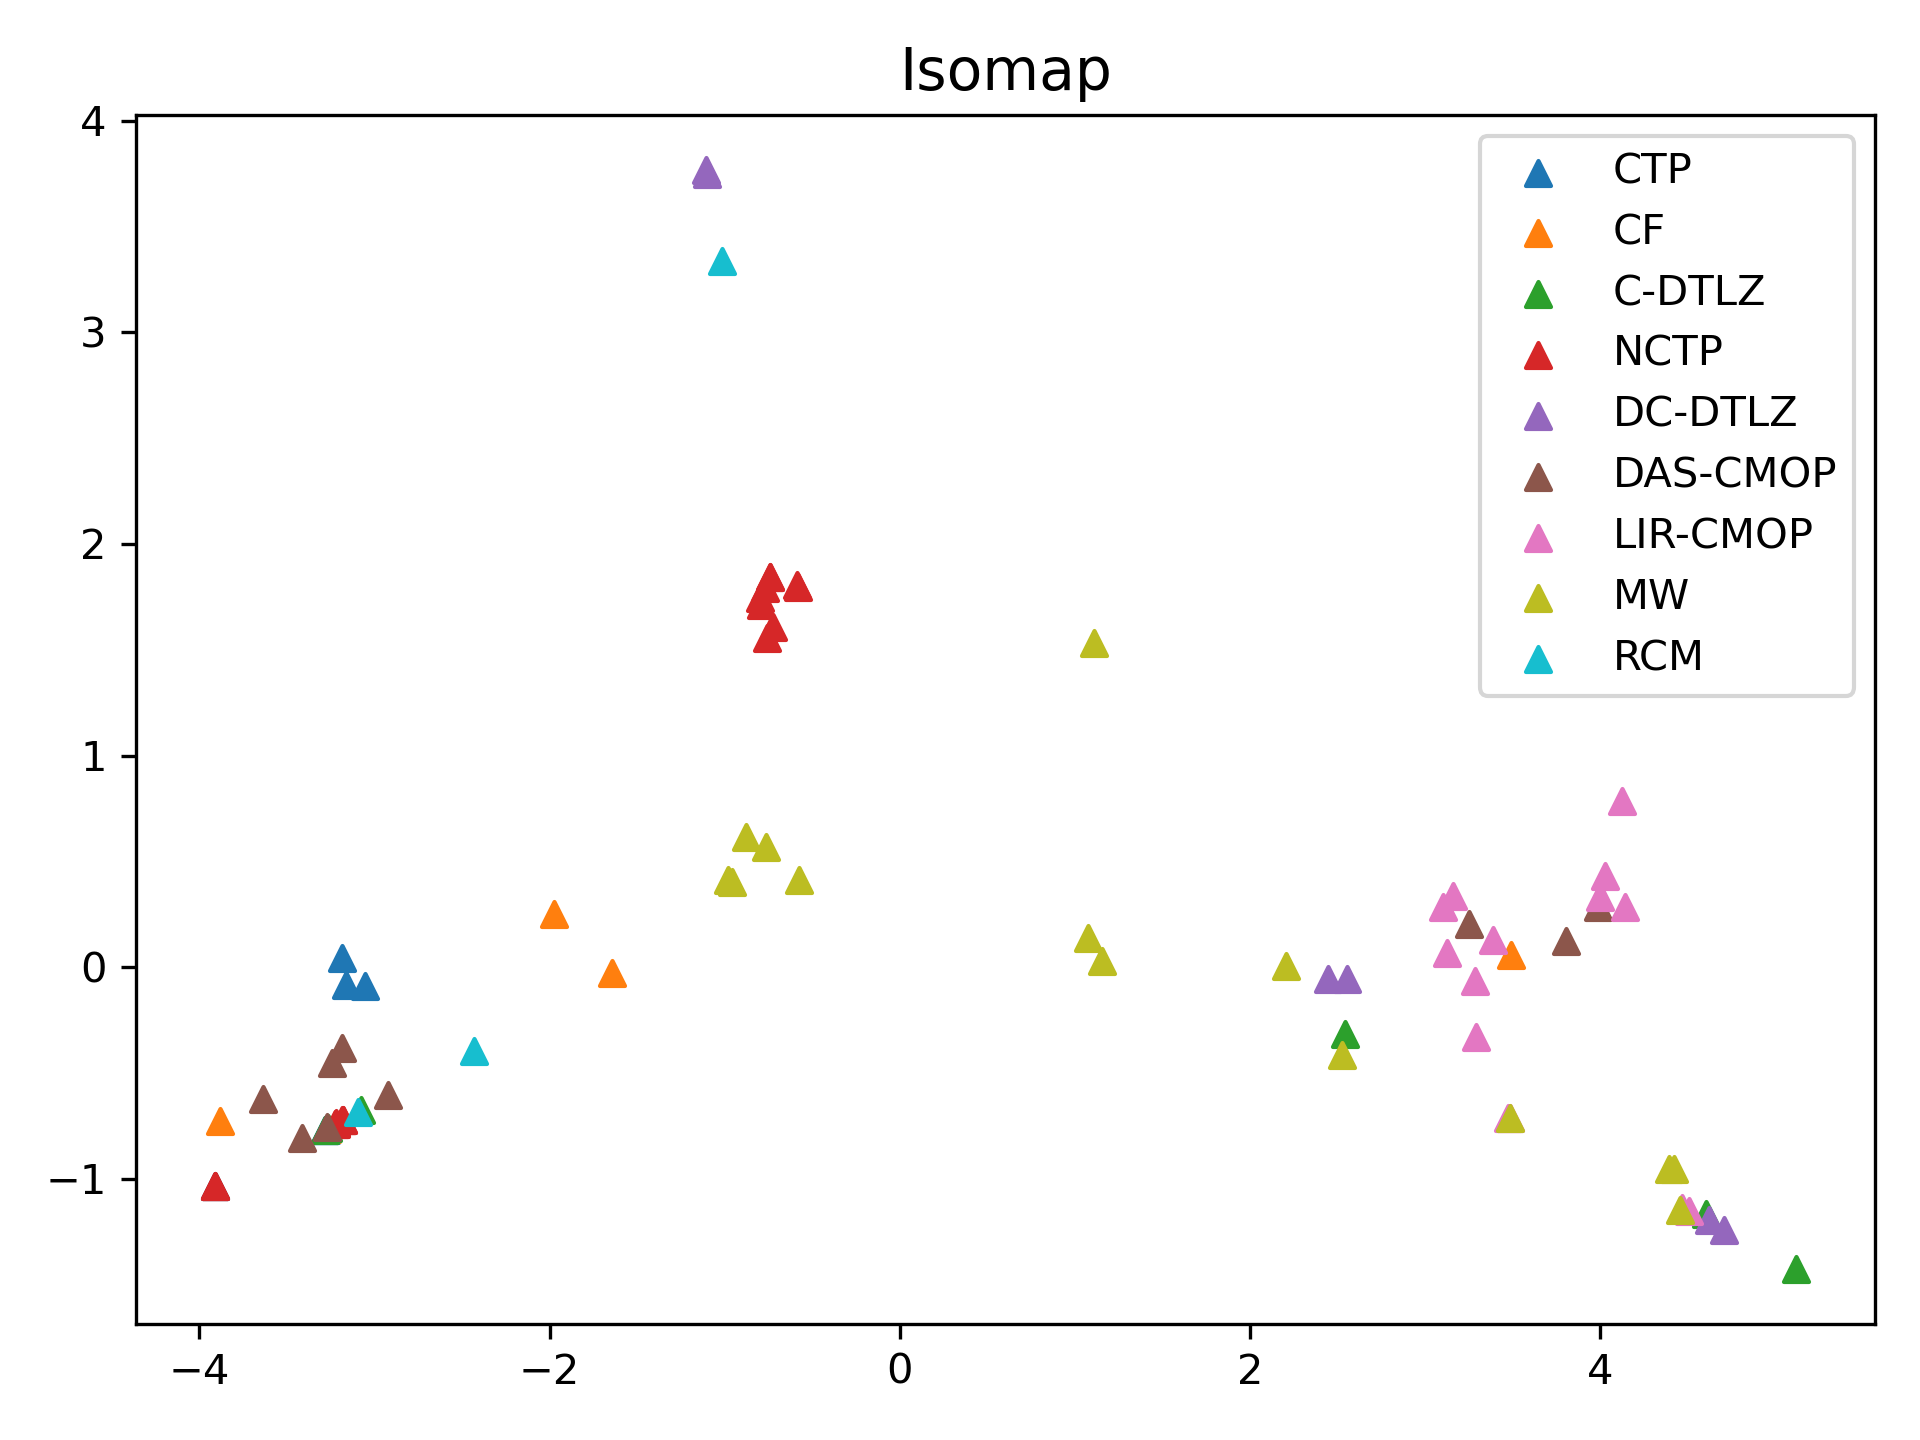 Isomap
4
3
2
1
0
−1
−4
−2
0
2
4
CTP
CF
C-DTLZ
NCTP
DC-DTLZ
DAS-CMOP
LIR-CMOP
MW
RCM